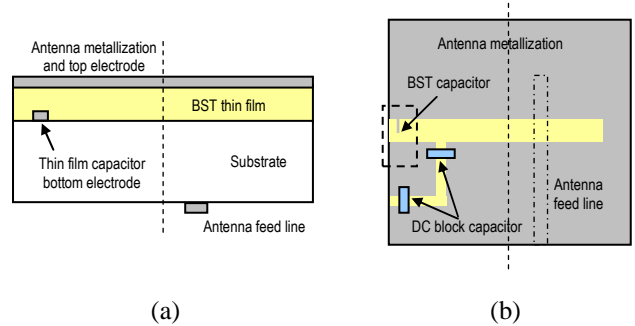 Antenna metallization
and top electrode
BST thin film
Thin film capacitor
bottom electrode
Substrate
Antenna feed line
(a)
Antenna metallization
BST capacitor
Antenna
feed line
DC block capacitor
(b)